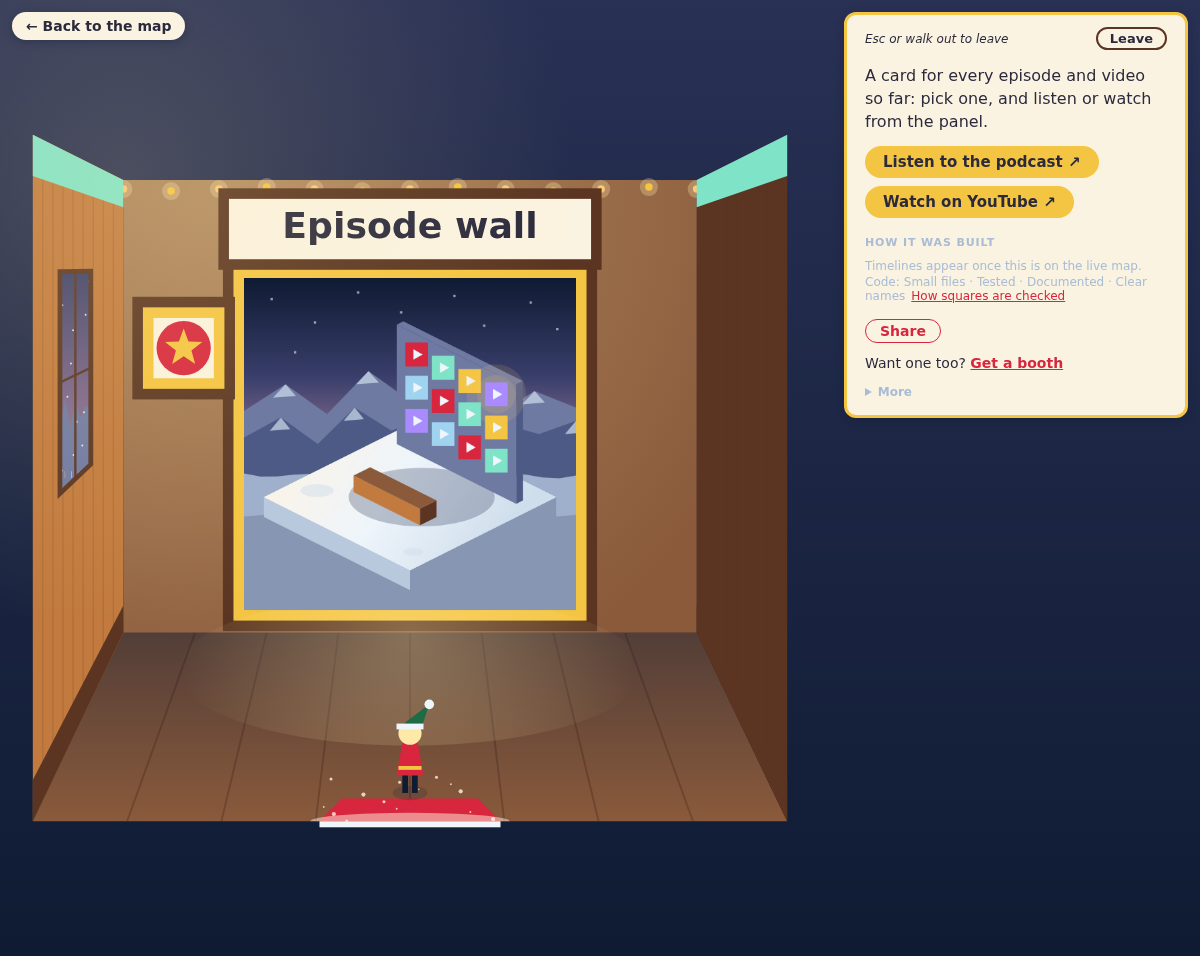 ← Back to the map
Esc or walk out to leave
Leave
A card for every episode and video
so far: pick one, and listen or watch
from the panel.
Listen to the podcast ↗
Watch on YouTube ↗
HOW IT WAS BUILT
Timelines appear once this is on the live map.
Code: Small files · Tested · Documented · Clear
names How squares are checked
Share
Want one too? Get a booth
More
Episode wall